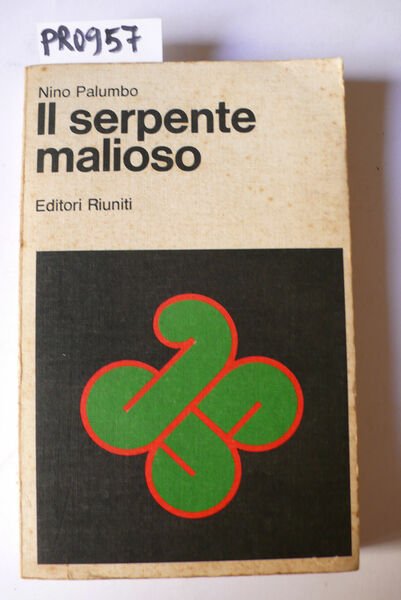 PR0957
Nino Palumbo
Il serpente
malioso
Editori Riuniti